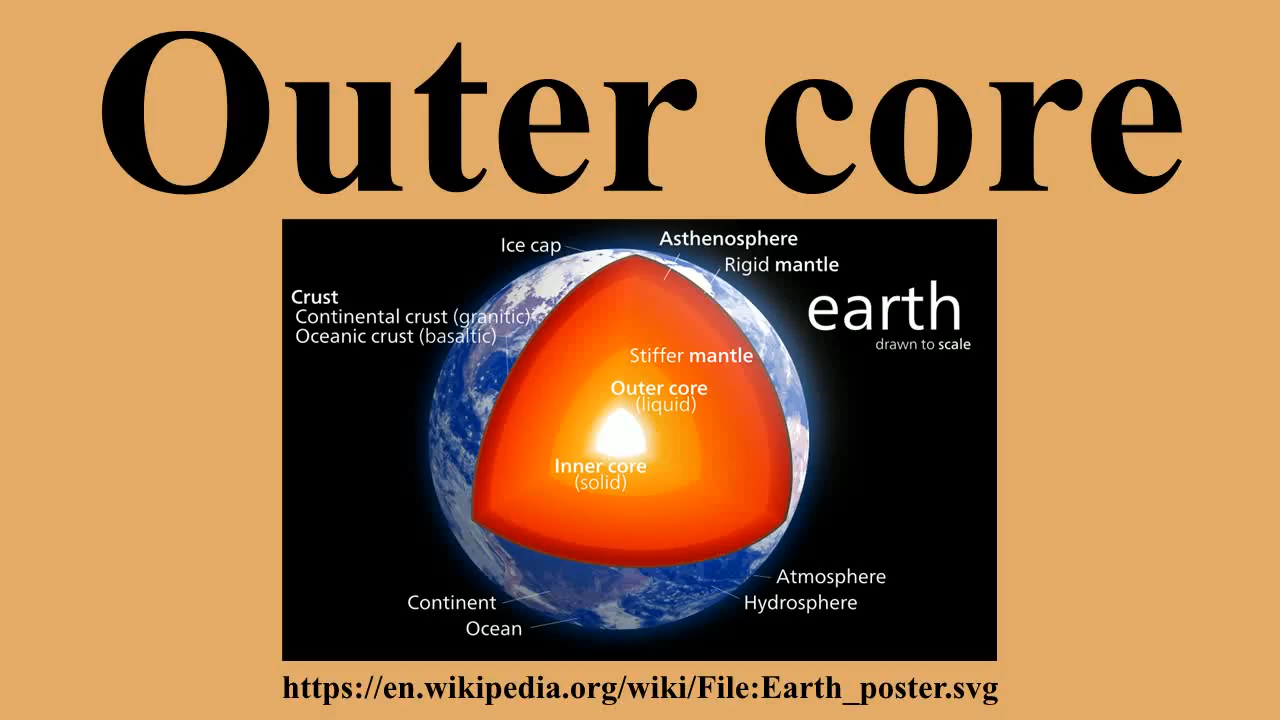 Outer core
Ice cap
Asthenosphere
Rigid mantle
Crust
Continental crust (granitic)
Oceanic crust (basaltic)
earth
drawn to scale
Stiffer mantle
Outer core
(liquid)
Inner core
(solid)
Atmosphere
Continent
Hydrosphere
Ocean
https://en.wikipedia.org/wiki/File:Earth_poster.svg